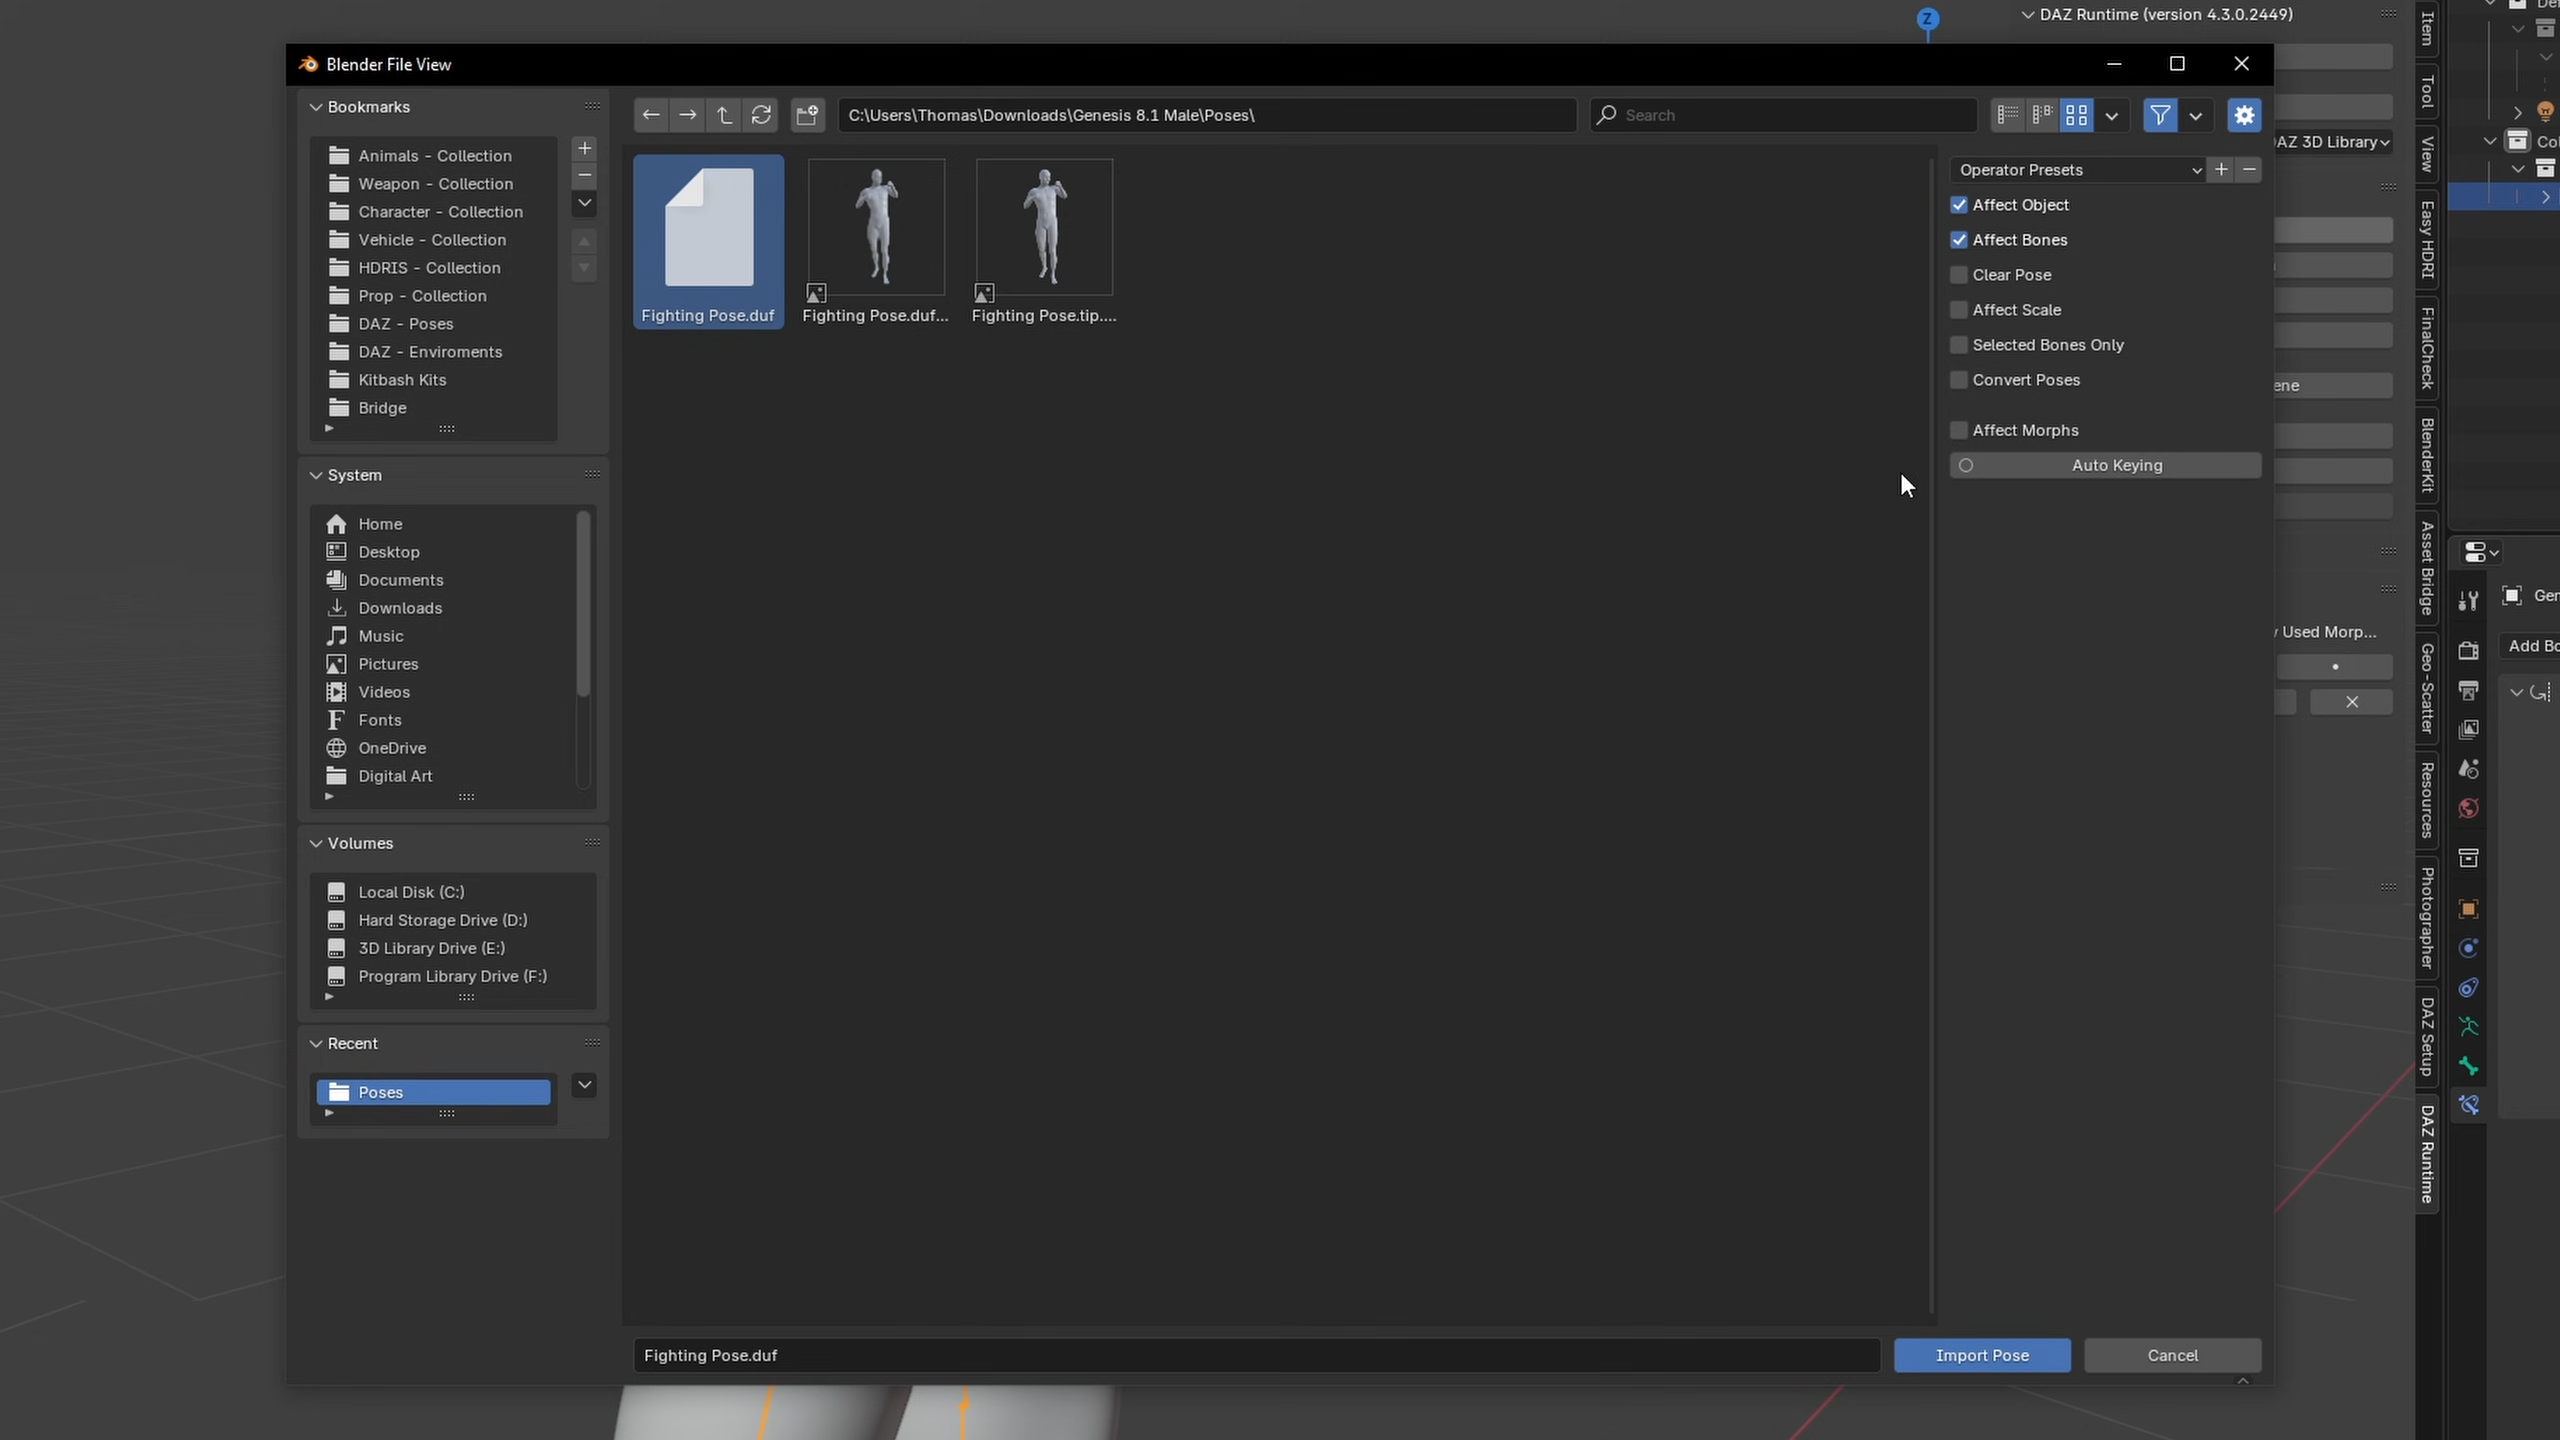 DAZ Runtime (version 4.3.0.2449)
Z
Blender File View
Bookmarks
Animals - Collection
Weapon - Collection
Character - Collection
Vehicle - Collection
HDRIS - Collection
Prop - Collection
DAZ - Poses
DAZ - Enviroments
Kitbash Kits
Bridge
System
Home
Desktop
Documents
Downloads
Music
Pictures
Videos
Fonts
OneDrive
Digital Art
Volumes
Local Disk (C:)
Hard Storage Drive (D:)
3D Library Drive (E:)
Program Library Drive (F:)
Recent
Poses
C:\Users\Thomas\Downloads\Genesis 8.1 Male\Poses\
Search
Fighting Pose.duf
Fighting Pose.duf...
Fighting Pose.tip....
Operator Presets
Affect Object
Affect Bones
Clear Pose
Affect Scale
Selected Bones Only
Convert Poses
Affect Morphs
Auto Keying
Fighting Pose.duf
Import Pose
Cancel
3D Library
Used Morp...
Item
Tool
View
Easy HDRI
FinalCheck
BlenderKit
Asset Bridge
Geo-Scatter
Resources
Photographer
DAZ Setup
DAZ Runtime
Add